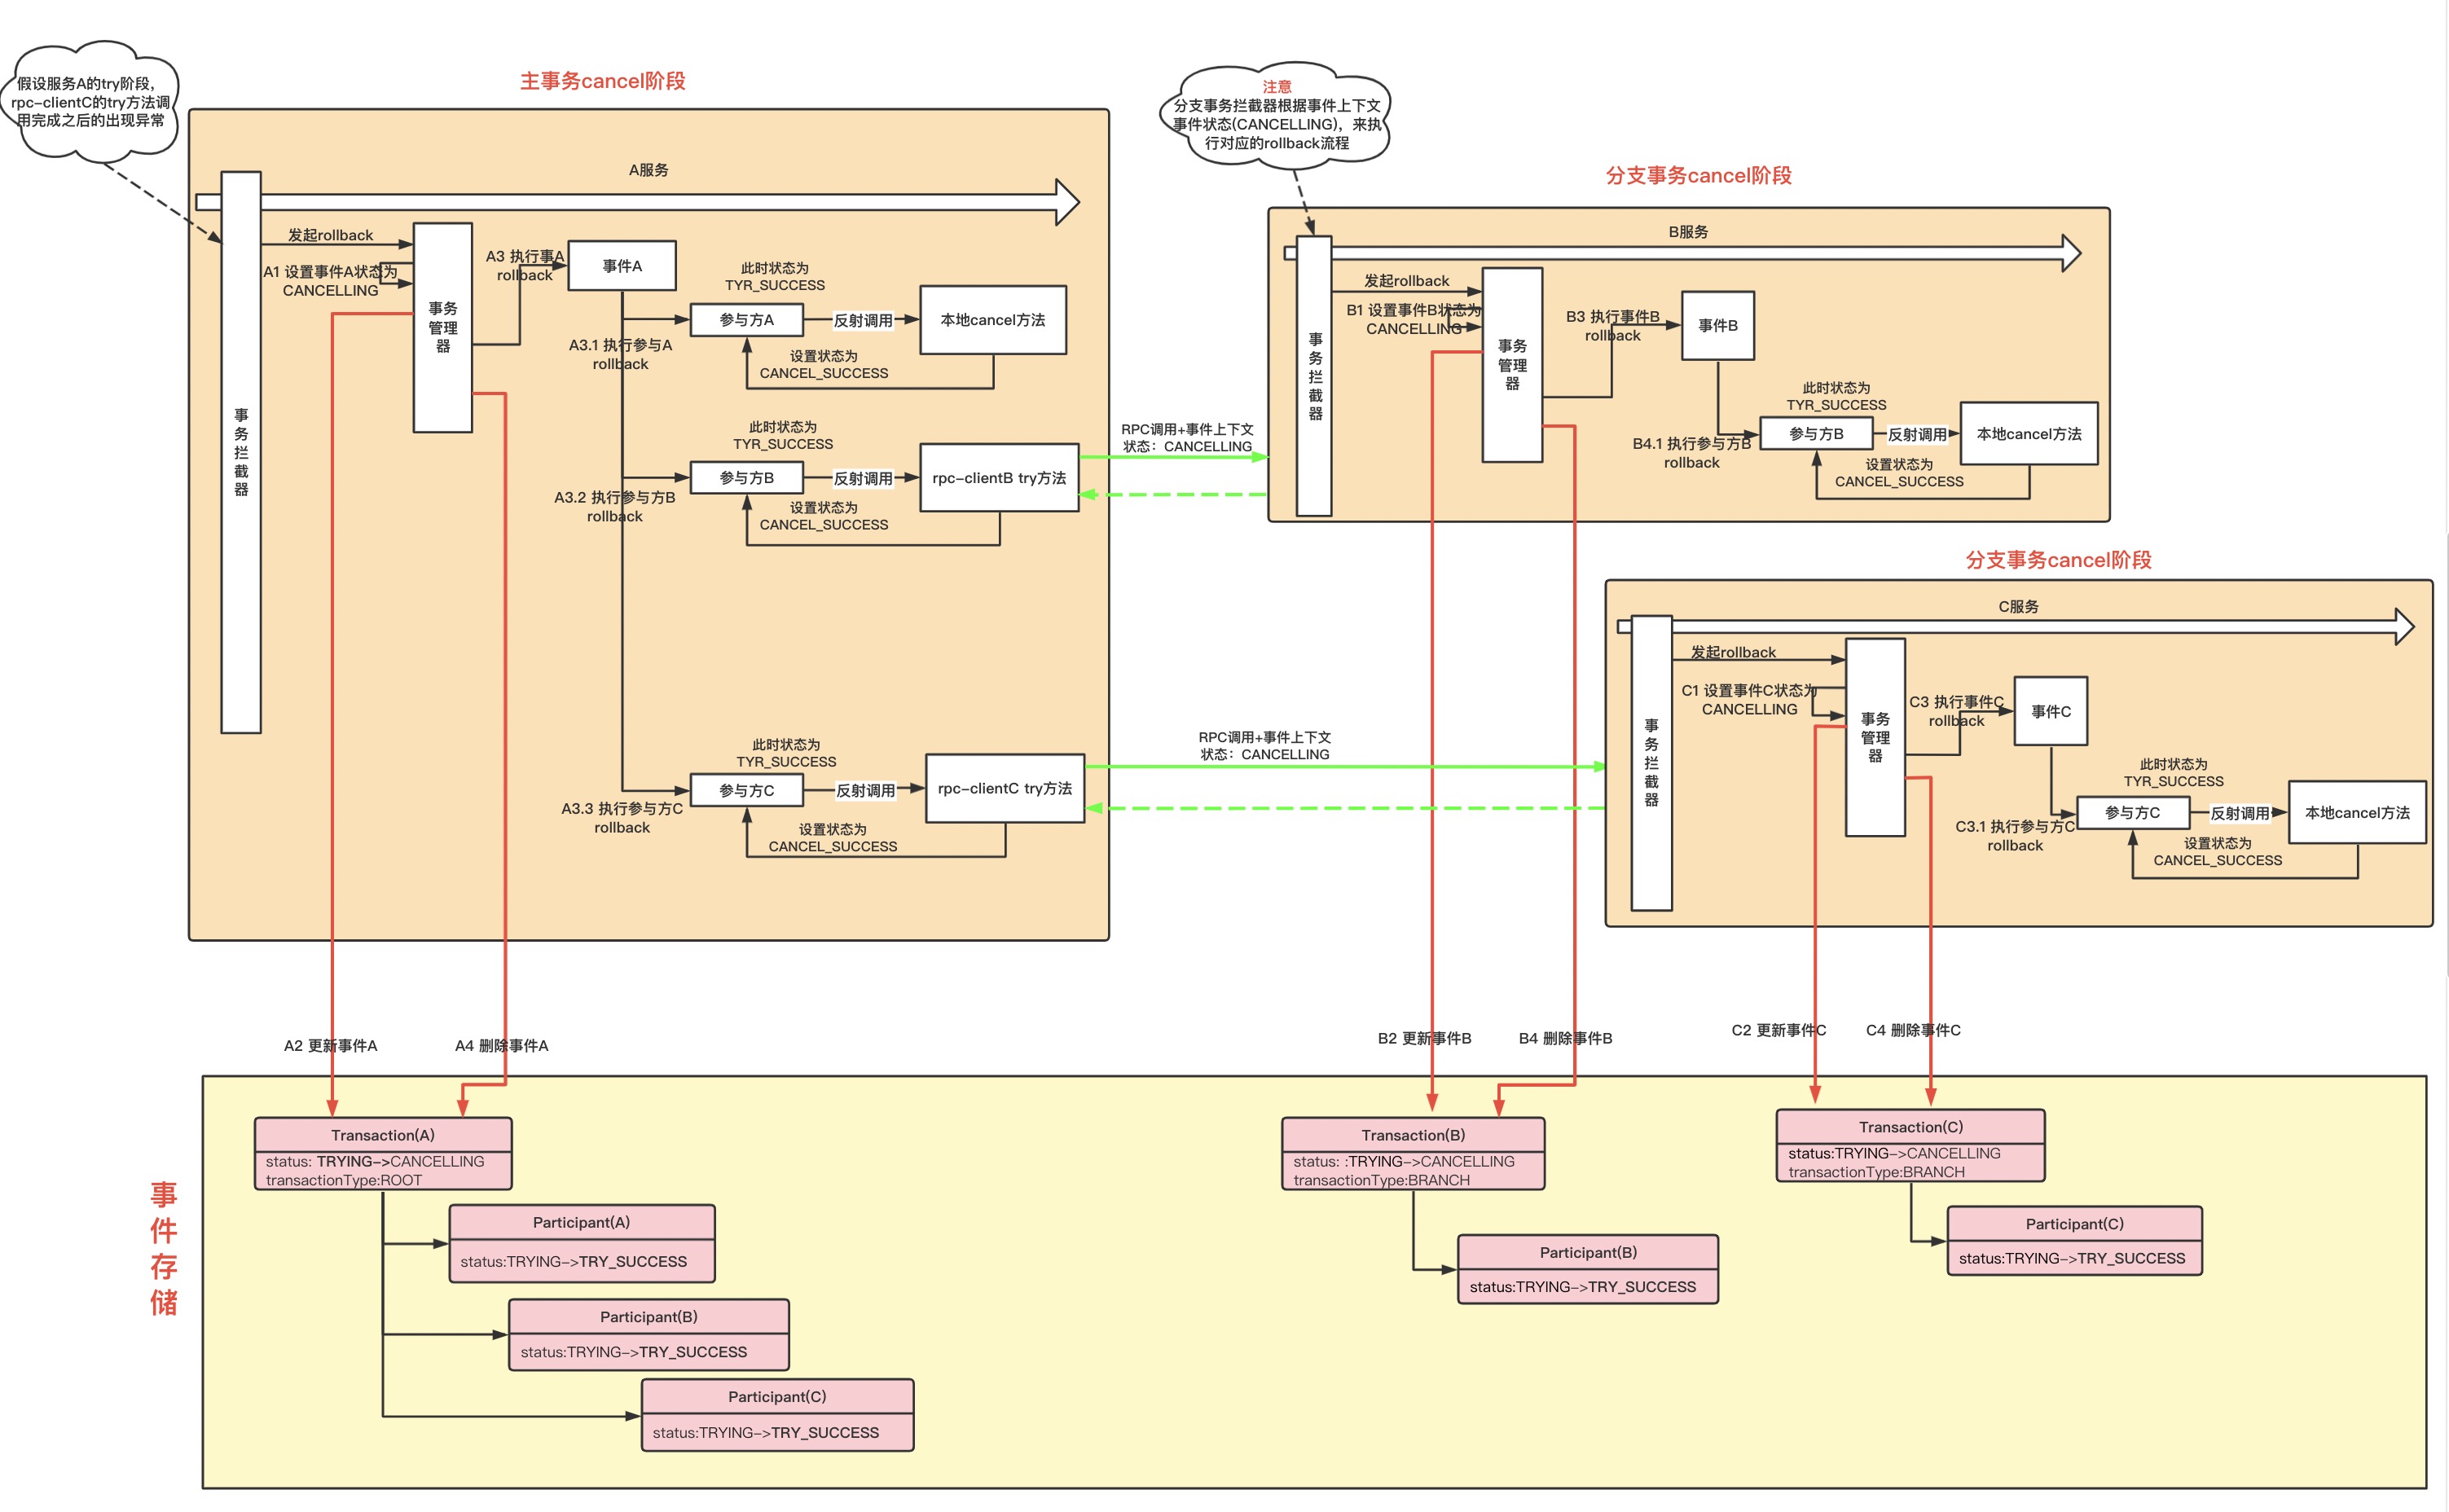 假设服务A的try阶段,
rpc-clientC的try方法调
用完成之后的出现异常
主事务cancel阶段
A服务
事
务
拦
截
器
发起rollback
A1 设置事件A状态为
CANCELLING
事务
管理
器
A3 执行事A
rollback
事件A
此时状态为
TYR_SUCCESS
参与方A
反射调用
本地cancel方法
A3.1 执行参与A
rollback
设置状态为
CANCEL_SUCCESS
此时状态为
TYR_SUCCESS
参与方B
反射调用
rpc-clientB try方法
A3.2 执行参与方B
rollback
设置状态为
CANCEL_SUCCESS
此时状态为
TYR_SUCCESS
参与方C
反射调用
rpc-clientC try方法
A3.3 执行参与方C
rollback
设置状态为
CANCEL_SUCCESS
RPC调用+事件上下文
状态：CANCELLING
RPC调用+事件上下文
状态：CANCELLING
注意
分支事务拦截器根据事件上下文
事件状态(CANCELLING)，来执
行对应的rollback流程
分支事务cancel阶段
B服务
事
务
拦
截
器
发起rollback
B1 设置事件B状态为
CANCELLING
事务
管理
器
B3 执行事件B
rollback
事件B
此时状态为
TYR_SUCCESS
参与方B
反射调用
本地cancel方法
B4.1 执行参与方B
rollback
设置状态为
CANCEL_SUCCESS
分支事务cancel阶段
C服务
事
务
拦
截
器
发起rollback
C1 设置事件C状态为
CANCELLING
事务
管理
器
C3 执行事件C
rollback
事件C
此时状态为
TYR_SUCCESS
参与方C
反射调用
本地cancel方法
C3.1 执行参与方C
rollback
设置状态为
CANCEL_SUCCESS
A2 更新事件A
A4 删除事件A
B2 更新事件B
B4 删除事件B
C2 更新事件C
C4 删除事件C
事
件
存
储
Transaction(A)
status: TRYING->CANCELLING
transactionType:ROOT
Participant(A)
status:TRYING->TRY_SUCCESS
Participant(B)
status:TRYING->TRY_SUCCESS
Participant(C)
status:TRYING->TRY_SUCCESS
Transaction(B)
status: :TRYING->CANCELLING
transactionType:BRANCH
Participant(B)
status:TRYING->TRY_SUCCESS
Transaction(C)
status:TRYING->CANCELLING
transactionType:BRANCH
Participant(C)
status:TRYING->TRY_SUCCESS